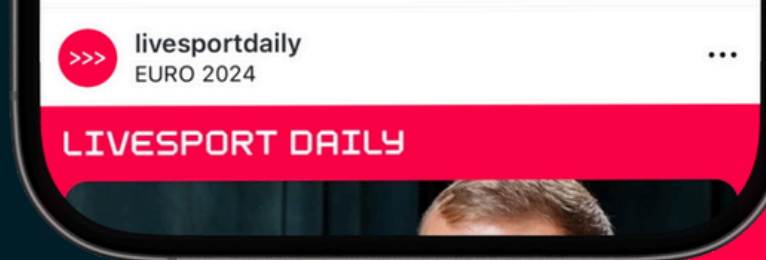 >>>
livesportdaily
EURO 2024
...
LIVESPORT DAILY